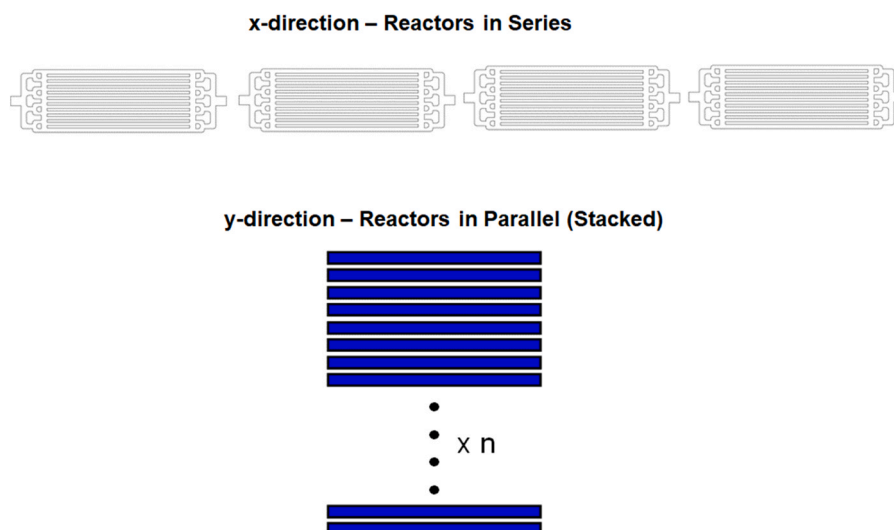 x-direction – Reactors in Series
y-direction – Reactors in Parallel (Stacked)
x n